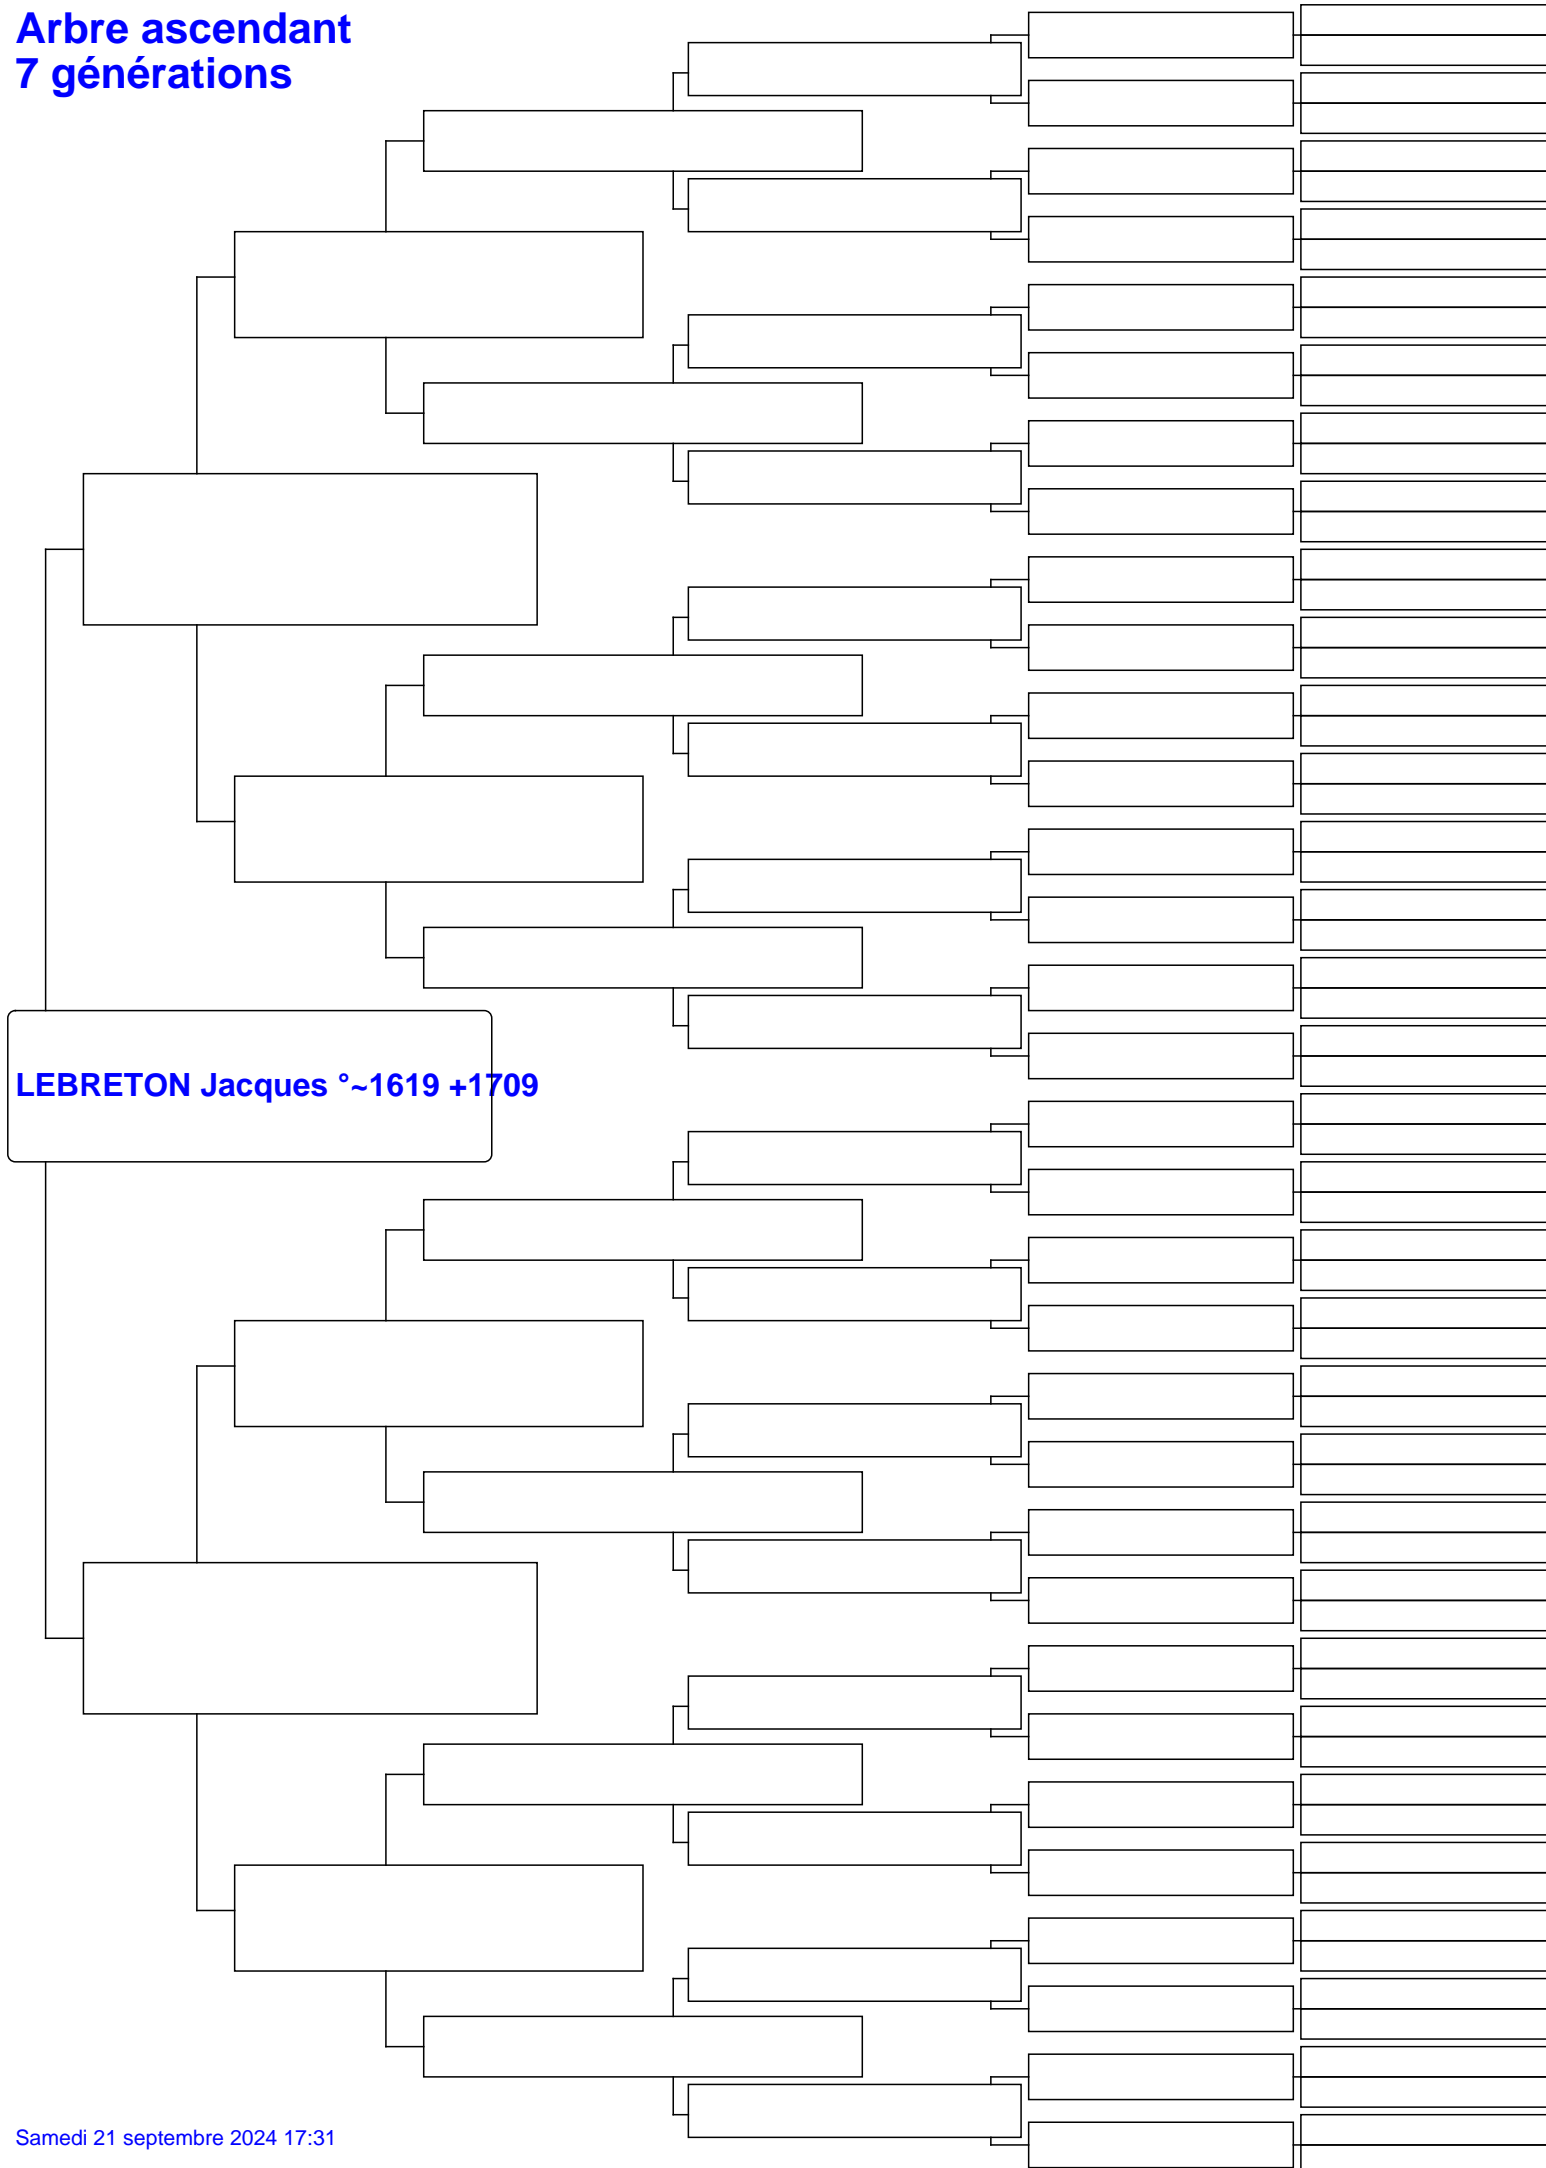 Arbre ascendant
7 générations
LEBRETON Jacques °~1619 +1709
Samedi 21 septembre 2024 17:31